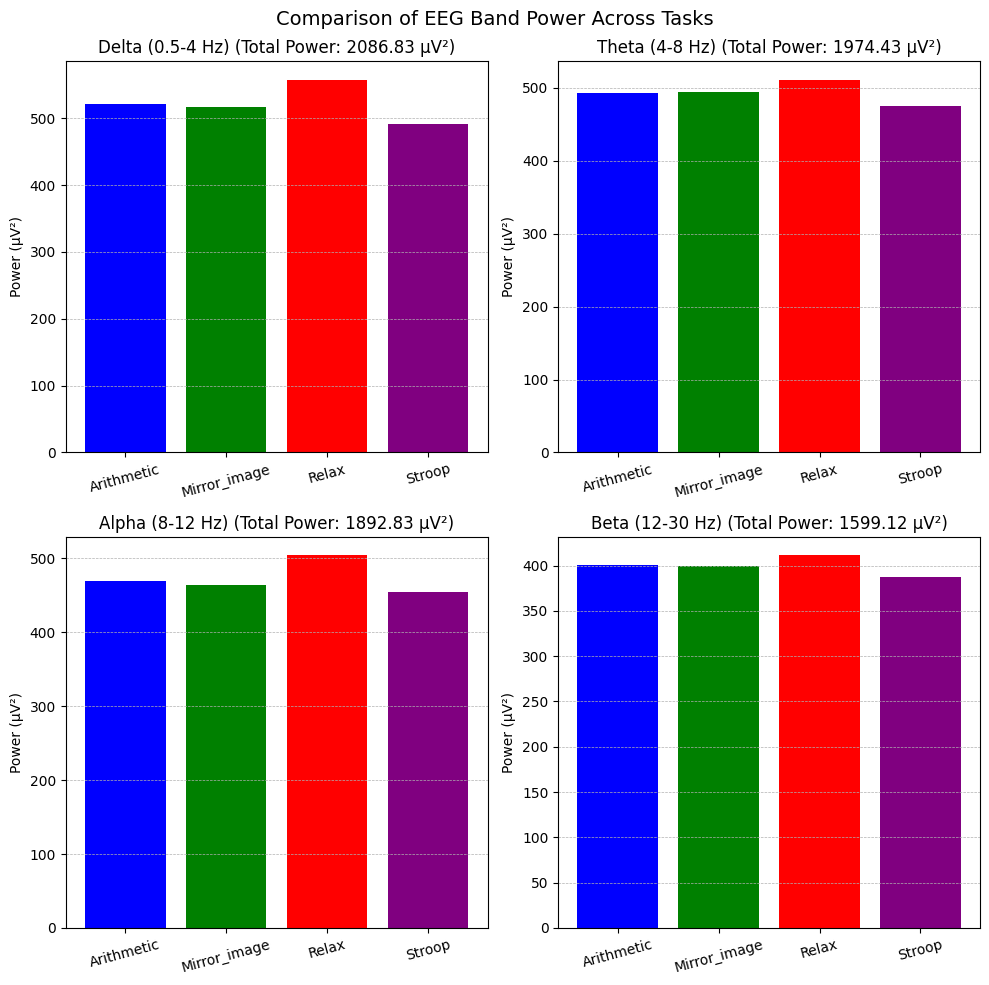 Comparison of EEG Band Power Across Tasks
Delta (0.5-4 Hz) (Total Power: 2086.83 µV²)
Power (µV²)
500
400
300
200
100
0
Arithmetic Mirror_image Relax Stroop
Theta (4-8 Hz) (Total Power: 1974.43 µV²)
Power (µV²)
500
400
300
200
100
0
Arithmetic Mirror_image Relax Stroop
Alpha (8-12 Hz) (Total Power: 1892.83 µV²)
Power (µV²)
500
400
300
200
100
0
Arithmetic Mirror_image Relax Stroop
Beta (12-30 Hz) (Total Power: 1599.12 µV²)
Power (µV²)
400
350
300
250
200
150
100
50
0
Arithmetic Mirror_image Relax Stroop